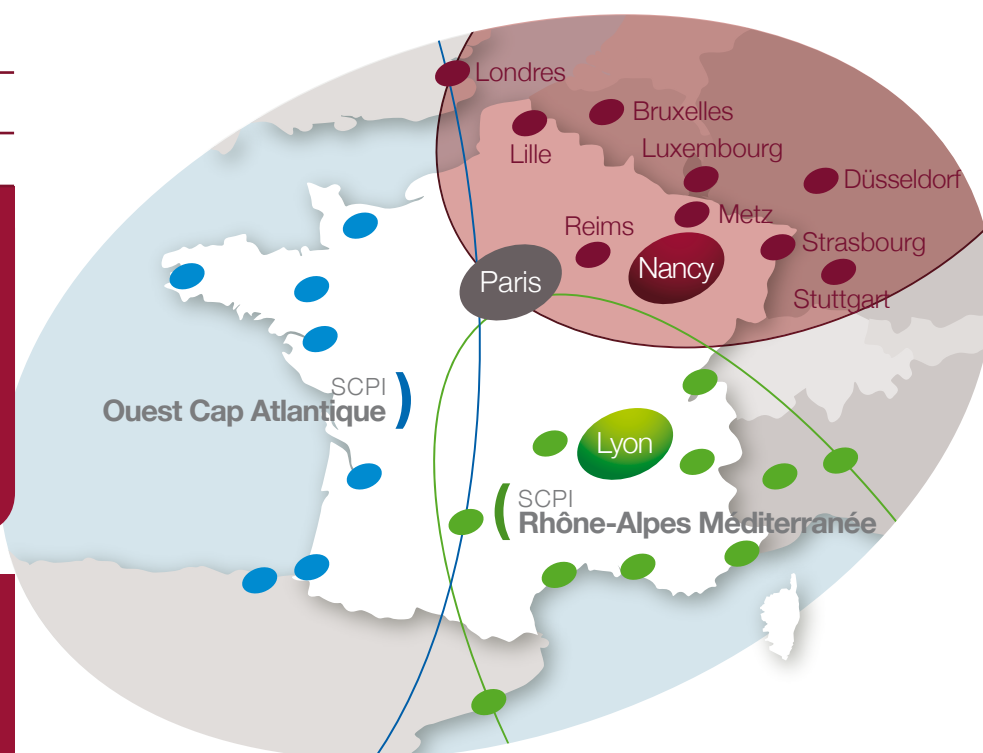 Londres
Bruxelles
Lille
Luxembourg
Düsseldorf
Metz
Reims
Strasbourg
Nancy
Paris
Stuttgart
SCPI
Ouest Cap Atlantique
Lyon
SCPI
Rhône-Alpes Méditerranée